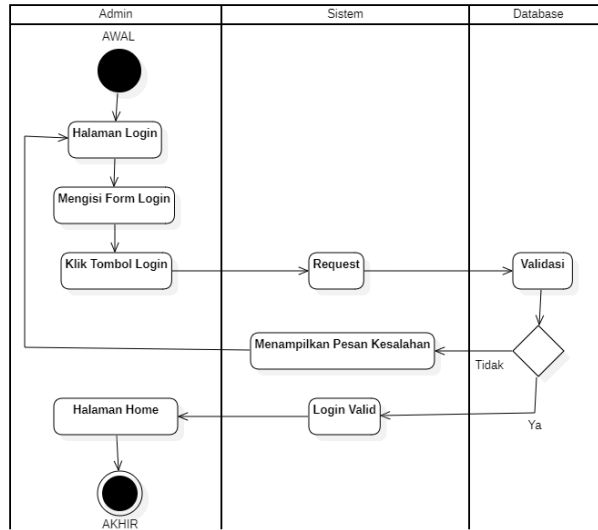 Admin
Sistem
Database
AWAL
Halaman Login
Mengisi Form Login
Klik Tombol Login
Request
Validasi
Menampilkan Pesan Kesalahan
Tidak
Halaman Home
Login Valid
Ya
AKHIR